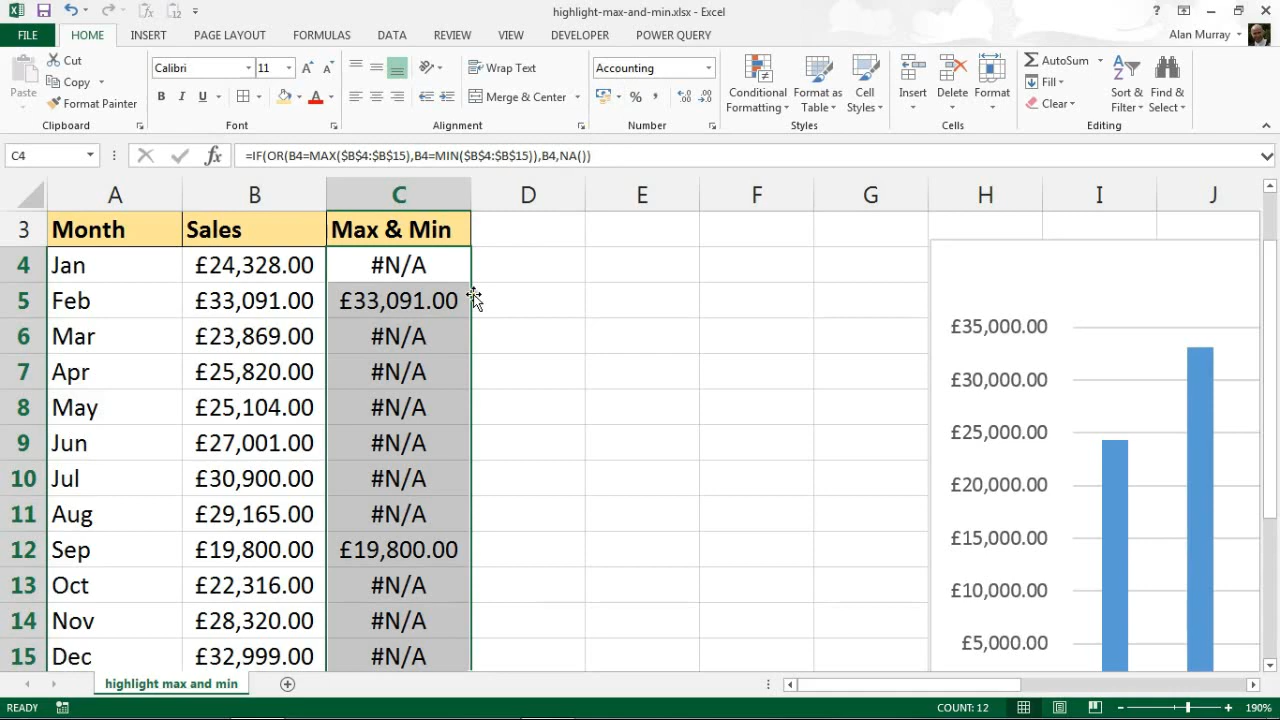 highlight-max-and-min.xlsx - Excel
FILE HOME INSERT PAGE LAYOUT FORMULAS DATA REVIEW VIEW DEVELOPER POWER QUERY Alan Murray
Paste
Cut
Copy
Format Painter
Clipboard
Calibri 11
B I U
Font
Wrap Text
Merge & Center
Alignment
Accounting
%
Number
Conditional Formatting
Format as Table
Cell Styles
Styles
Insert
Delete
Format
Cells
AutoSum
Fill
Clear
Sort & Filter
Find & Select
Editing
C4 fx =IF(OR(B4=MAX($B$4:$B$15),B4=MIN($B$4:$B$15)),B4,NA())
A B C D E F G H I J
3 Month Sales Max & Min
4 Jan £24,328.00 #N/A
5 Feb £33,091.00 £33,091.00
6 Mar £23,869.00 #N/A
7 Apr £25,820.00 #N/A
8 May £25,104.00 #N/A
9 Jun £27,001.00 #N/A
10 Jul £30,900.00 #N/A
11 Aug £29,165.00 #N/A
12 Sep £19,800.00 £19,800.00
13 Oct £22,316.00 #N/A
14 Nov £28,320.00 #N/A
15 Dec £32,999.00 #N/A
£35,000.00
£30,000.00
£25,000.00
£20,000.00
£15,000.00
£10,000.00
£5,000.00
highlight max and min
READY COUNT: 12 190%